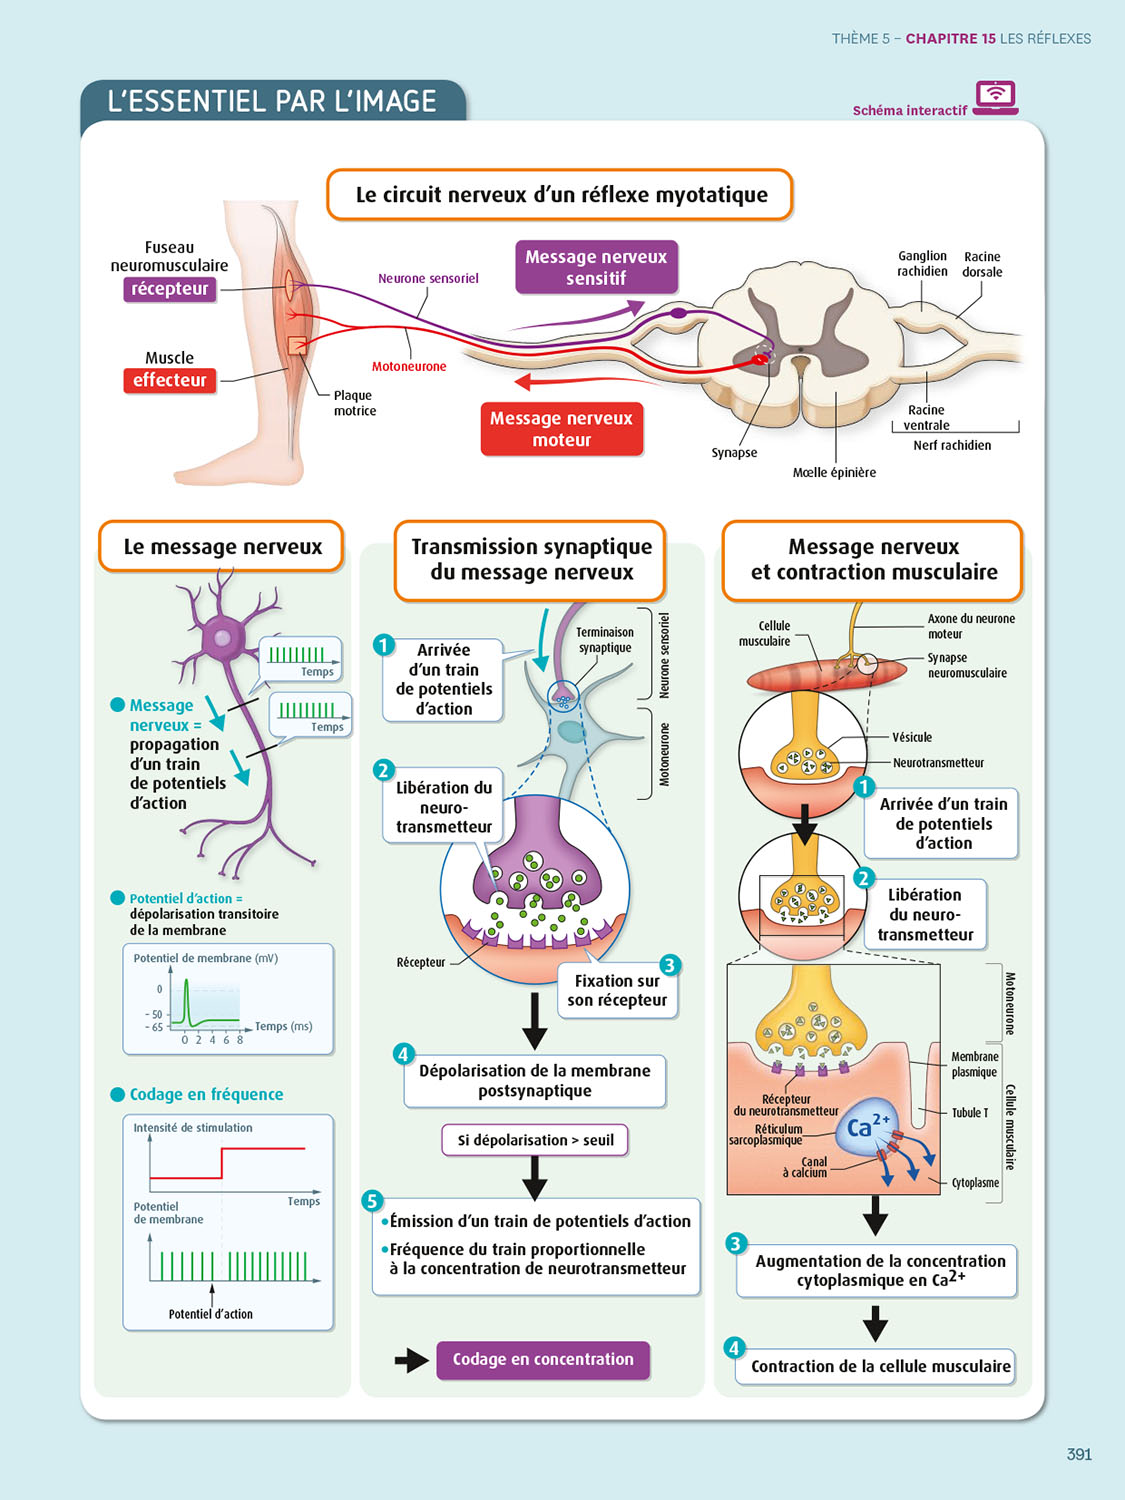 THÈME 5 – CHAPITRE 15 LES RÉFLEXES
L'ESSENTIEL PAR L'IMAGE
Schéma interactif
Le circuit nerveux d'un réflexe myotatique
Fuseau
neuromusculaire
récepteur
Muscle
effecteur
Plaque
motrice
Neurone sensoriel
Motoneurone
Message nerveux
sensitif
Message nerveux
moteur
Synapse
Moelle épinière
Ganglion
rachidien
Racine
dorsale
Racine
ventrale
Nerf rachidien
Le message nerveux
Temps
Temps
Message
nerveux =
propagation
d'un train
de potentiels
d'action
Potentiel d'action =
dépolarisation transitoire
de la membrane
Potentiel de membrane (mV)
0
– 50
– 65
Temps (ms)
0 2 4 6 8
Codage en fréquence
Intensité de stimulation
Temps
Potentiel
de membrane
Potentiel d'action
Transmission synaptique
du message nerveux
1
Arrivée
d'un train
de potentiels
d'action
Terminaison
synaptique
Neurone sensoriel
Motoneurone
2
Libération du
neuro-
transmetteur
Récepteur
3
Fixation sur
son récepteur
4
Dépolarisation de la membrane
postsynaptique
Si dépolarisation > seuil
5
• Émission d'un train de potentiels d'action
• Fréquence du train proportionnelle
à la concentration de neurotransmetteur
Codage en concentration
Message nerveux
et contraction musculaire
Cellule
musculaire
Axone du neurone
moteur
Synapse
neuromusculaire
Vésicule
Neurotransmetteur
1
Arrivée d'un train
de potentiels
d'action
2
Libération
du neuro-
transmetteur
Motoneurone
Cellule musculaire
Membrane
plasmique
Tubule T
Récepteur
du neurotransmetteur
Réticulum
sarcoplasmique
Ca2+
Canal
à calcium
Cytoplasme
3
Augmentation de la concentration
cytoplasmique en Ca2+
4
Contraction de la cellule musculaire
391